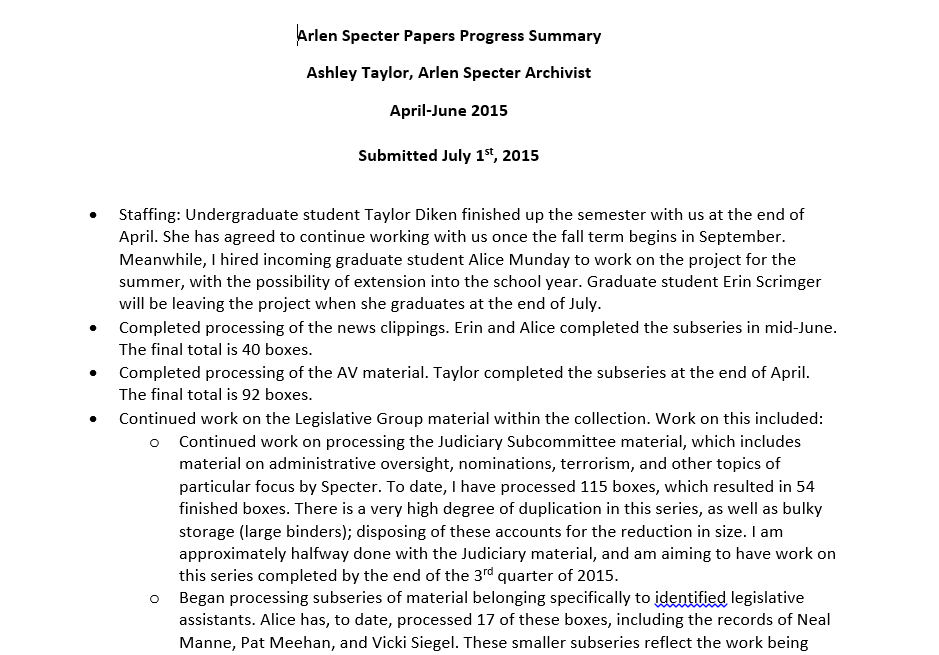 Arlen Specter Papers Progress Summary
Ashley Taylor, Arlen Specter Archivist
April-June 2015
Submitted July 1st, 2015
• Staffing: Undergraduate student Taylor Diken finished up the semester with us at the end of
April. She has agreed to continue working with us once the fall term begins in September.
Meanwhile, I hired incoming graduate student Alice Munday to work on the project for the
summer, with the possibility of extension into the school year. Graduate student Erin Scrimger
will be leaving the project when she graduates at the end of July.
• Completed processing of the news clippings. Erin and Alice completed the subseries in mid-June.
The final total is 40 boxes.
• Completed processing of the AV material. Taylor completed the subseries at the end of April.
The final total is 92 boxes.
• Continued work on the Legislative Group material within the collection. Work on this included:
o Continued work on processing the Judiciary Subcommittee material, which includes
material on administrative oversight, nominations, terrorism, and other topics of
particular focus by Specter. To date, I have processed 115 boxes, which resulted in 54
finished boxes. There is a very high degree of duplication in this series, as well as bulky
storage (large binders); disposing of these accounts for the reduction in size. I am
approximately halfway done with the Judiciary material, and am aiming to have work on
this series completed by the end of the 3rd quarter of 2015.
o Began processing subseries of material belonging specifically to identified legislative
assistants. Alice has, to date, processed 17 of these boxes, including the records of Neal
Manne, Pat Meehan, and Vicki Siegel. These smaller subseries reflect the work being